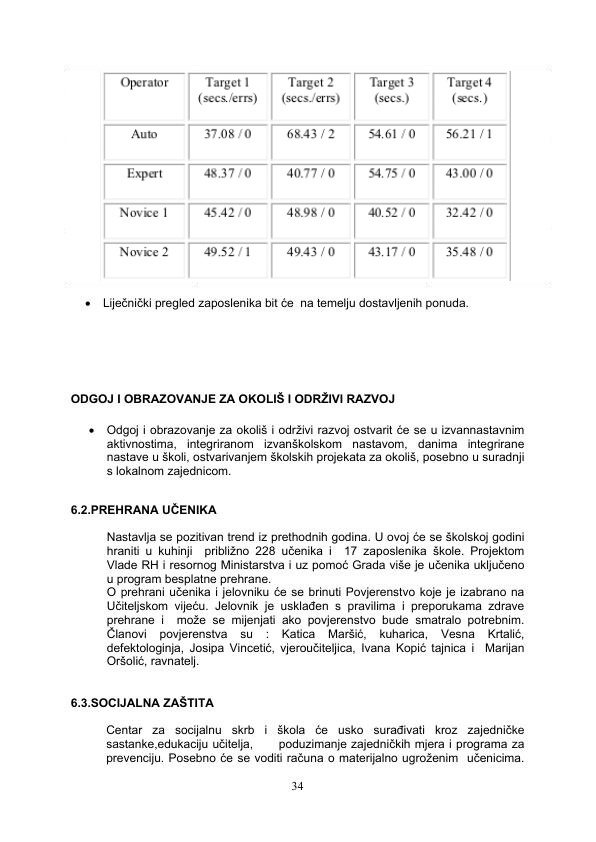 Operator Target 1 Target 2 Target 3 Target 4
(secs./errs) (secs./errs) (secs.) (secs.)
Auto 37.08 / 0 68.43 / 2 54.61 / 0 56.21 / 1
Expert 48.37 / 0 40.77 / 0 54.75 / 0 43.00 / 0
Novice 1 45.42 / 0 48.98 / 0 40.52 / 0 32.42 / 0
Novice 2 49.52 / 1 49.43 / 0 43.17 / 0 35.48 / 0
• Liječnički pregled zaposlenika bit će na temelju dostavljenih ponuda.
ODGOJ I OBRAZOVANJE ZA OKOLIŠ I ODRŽIVI RAZVOJ
• Odgoj i obrazovanje za okoliš i održivi razvoj ostvarit će se u izvannastavnim
aktivnostima, integriranom izvanškolskom nastavom, danima integrirane
nastave u školi, ostvarivanjem školskih projekata za okoliš, posebno u suradnji
s lokalnom zajednicom.
6.2.PREHRANA UČENIKA
Nastavlja se pozitivan trend iz prethodnih godina. U ovoj će se školskoj godini
hraniti u kuhinji približno 228 učenika i 17 zaposlenika škole. Projektom
Vlade RH i resornog Ministarstva i uz pomoć Grada više je učenika uključeno
u program besplatne prehrane.
O prehrani učenika i jelovniku će se brinuti Povjerenstvo koje je izabrano na
Učiteljskom vijeću. Jelovnik je usklađen s pravilima i preporukama zdrave
prehrane i može se mijenjati ako povjerenstvo bude smatralo potrebnim.
Članovi povjerenstva su : Katica Maršić, kuharica, Vesna Krtalić,
defektologinja, Josipa Vincetić, vjeroučiteljica, Ivana Kopić tajnica i Marijan
Oršolić, ravnatelj.
6.3.SOCIJALNA ZAŠTITA
Centar za socijalnu skrb i škola će usko surađivati kroz zajedničke
sastanke,edukaciju učitelja, poduzimanje zajedničkih mjera i programa za
prevenciju. Posebno će se voditi računa o materijalno ugroženim učenicima.
34